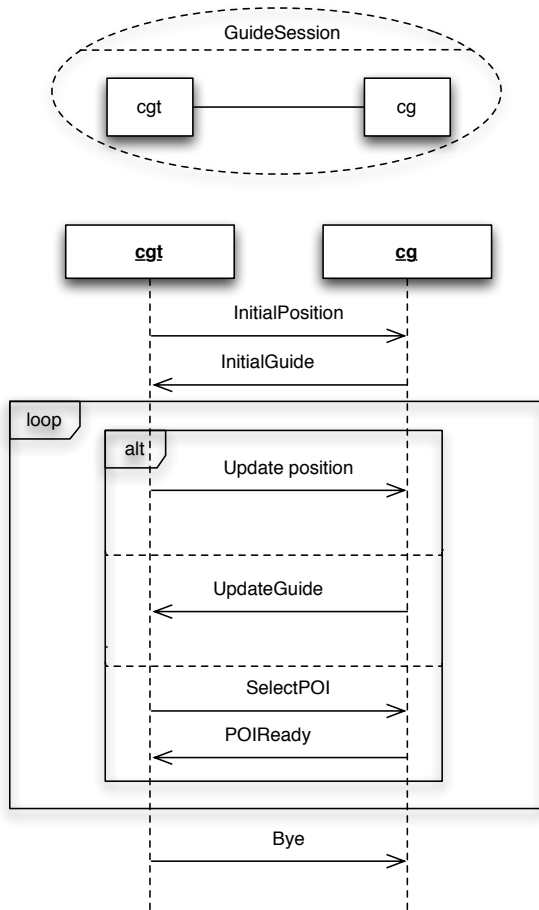 GuideSession
cgt
cg
cgt
cg
InitialPosition
InitialGuide
loop
alt
Update position
UpdateGuide
SelectPOI
POIReady
Bye